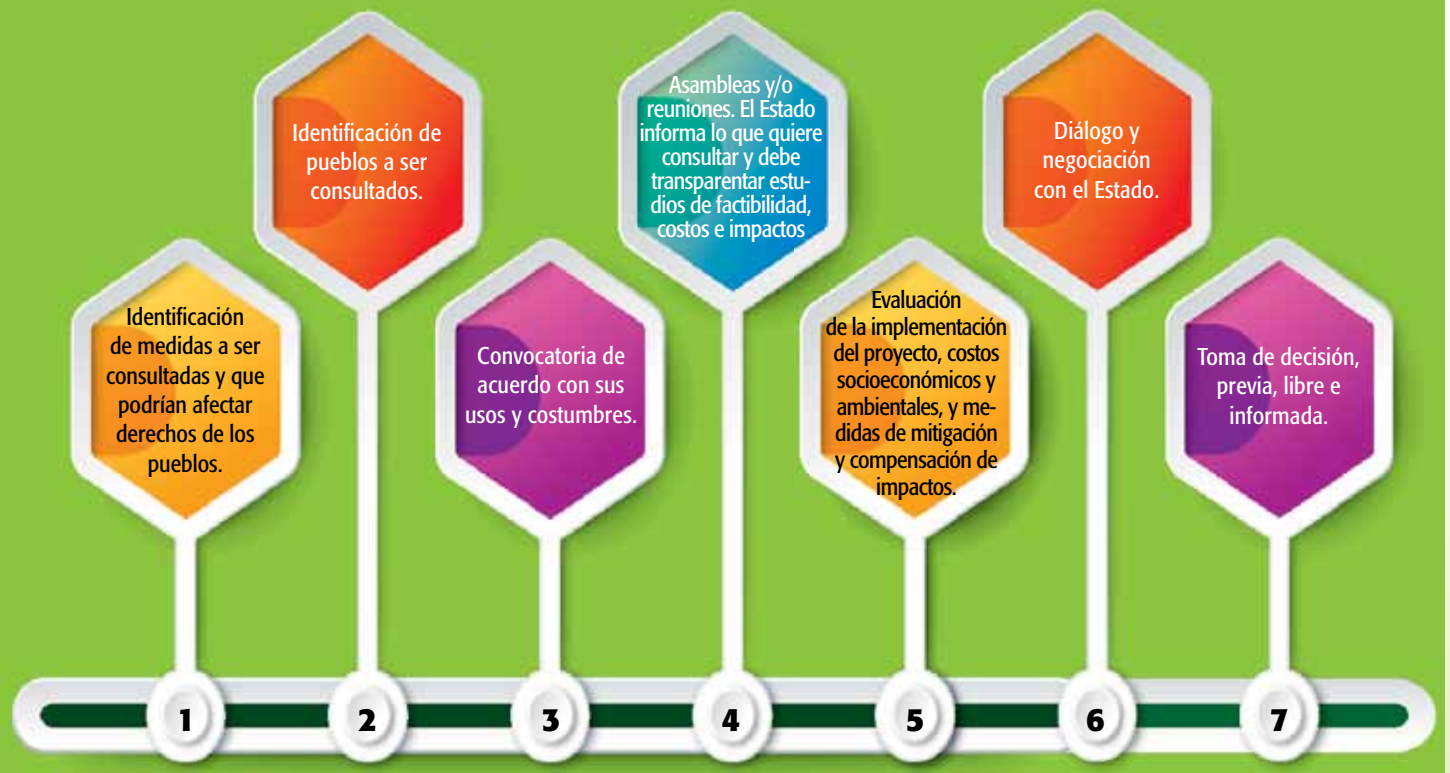 Identificación
de medidas a ser
consultadas y que
podrían afectar
derechos de los
pueblos.
Identificación de
pueblos a ser
consultados.
Convocatoria de
acuerdo con sus
usos y costumbres.
Asambleas y/o
reuniones. El Estado
informa lo que quiere
consultar y debe
transparentar estu-
dios de factibilidad,
costos e impactos
Evaluación
de la implementación
del proyecto, costos
socioeconómicos y
ambientales, y me-
didas de mitigación
y compensación de
impactos.
Diálogo y
negociación
con el Estado.
Toma de decisión,
previa, libre e
informada.
1 2 3 4 5 6 7